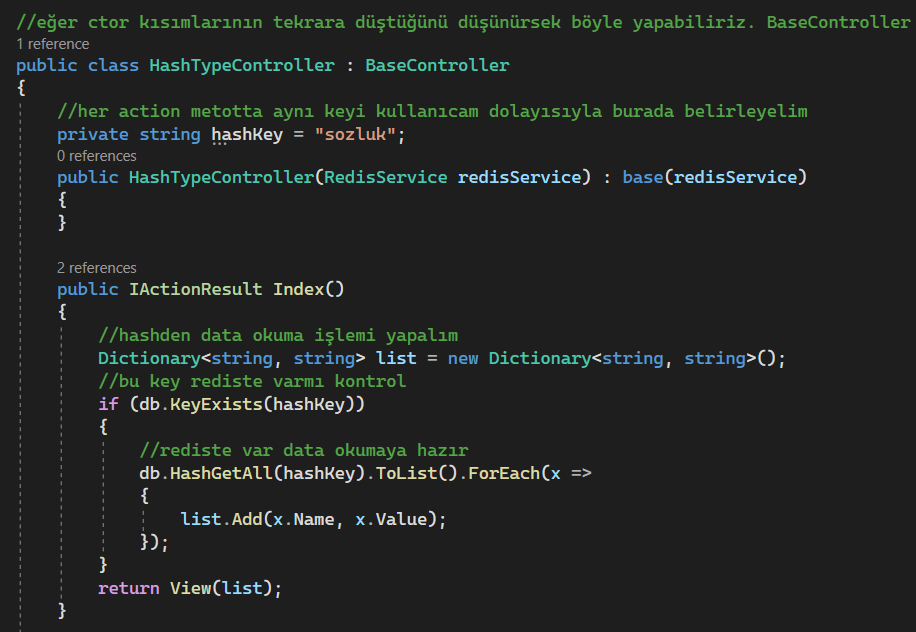 //eğer ctor kısımlarının tekrara düştüğünü düşünürsek böyle yapabiliriz. BaseController
1 reference
public class HashTypeController : BaseController
{
//her action metotta aynı keyi kullanıcam dolayısıyla burada belirleyelim
private string hashKey = "sozluk";
0 references
public HashTypeController(RedisService redisService) : base(redisService)
{
}
2 references
public IActionResult Index()
{
//hashden data okuma işlemi yapalım
Dictionary<string, string> list = new Dictionary<string, string>();
//bu key rediste varmı kontrol
if (db.KeyExists(hashKey))
{
//rediste var data okumaya hazır
db.HashGetAll(hashKey).ToList().ForEach(x =>
{
list.Add(x.Name, x.Value);
});
}
return View(list);
}